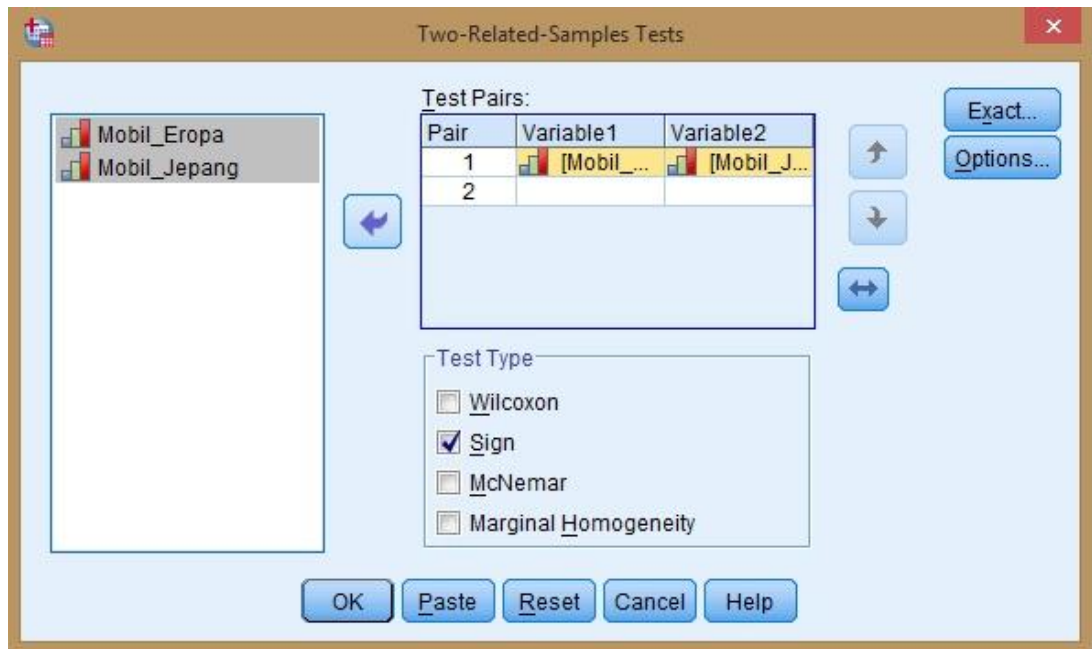 Two-Related-Samples Tests
Mobil_Eropa
Mobil_Jepang
Test Pairs:
Pair Variable1 Variable2
1 [Mobil_... [Mobil_J...
2
Exact...
Options...
Test Type
Wilcoxon
Sign
McNemar
Marginal Homogeneity
OK Paste Reset Cancel Help